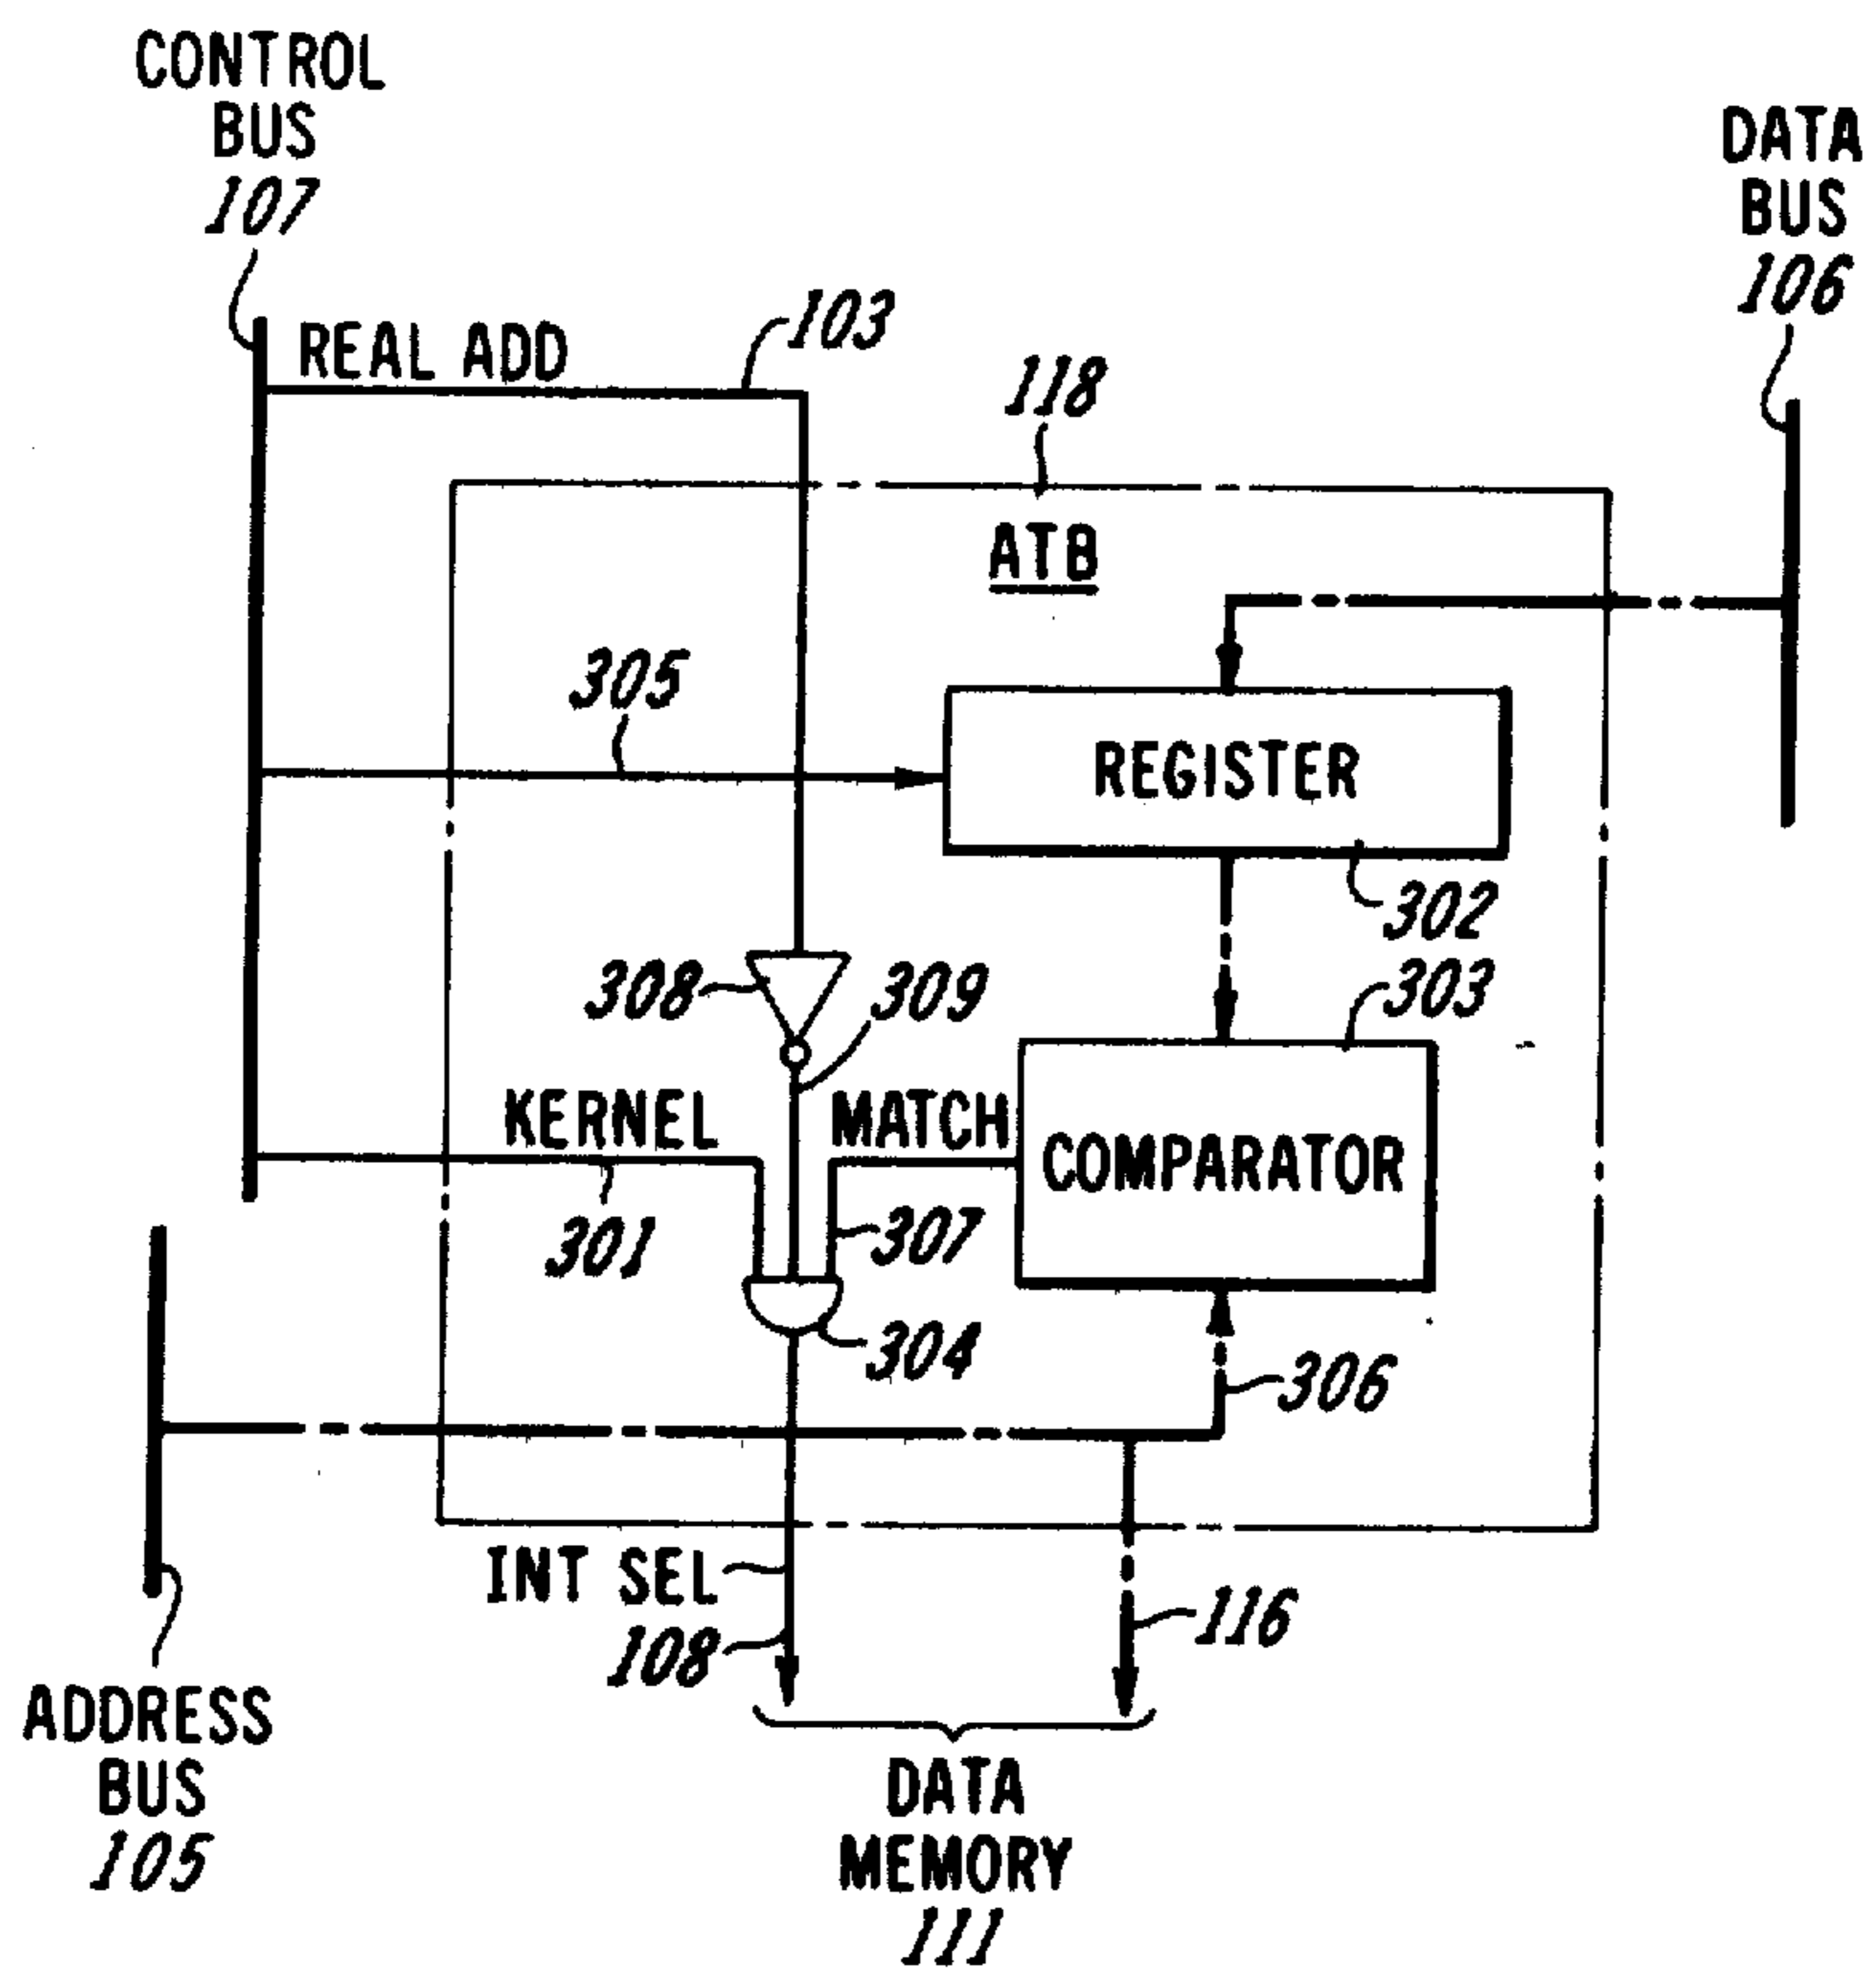 CONTROL
BUS
107
DATA
BUS
106
REAL ADD
103
118
ATB
305
REGISTER
302
308
309
303
KERNEL
MATCH
COMPARATOR
301
307
304
306
INT SEL
108
116
ADDRESS
BUS
105
DATA
MEMORY
111